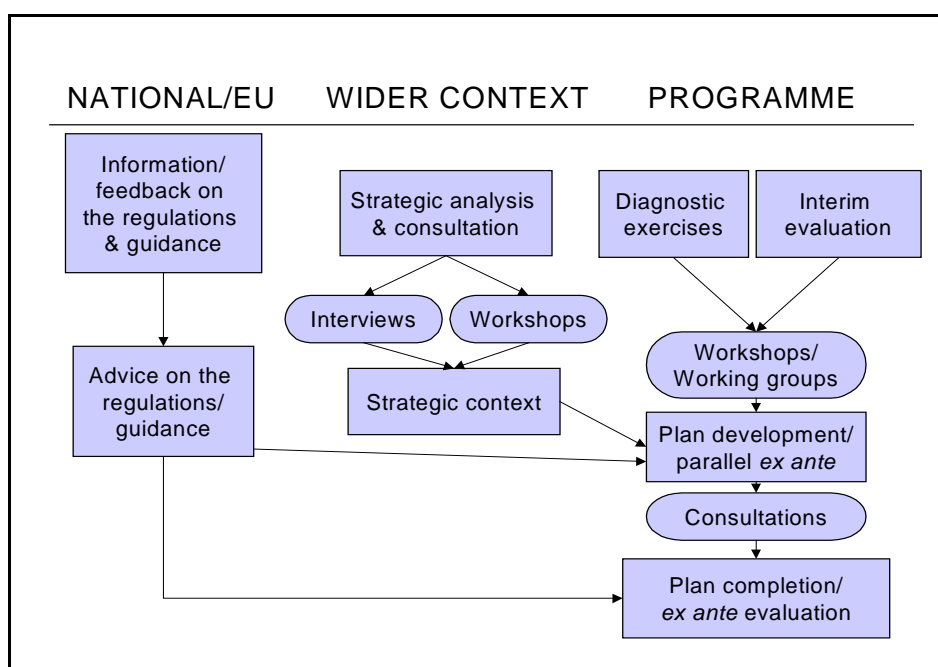 NATIONAL/EU
WIDER CONTEXT
PROGRAMME
Information/
feedback on
the regulations
& guidance
Strategic analysis
& consultation
Diagnostic
exercises
Interim
evaluation
Interviews
Workshops
Workshops/
Working groups
Advice on the
regulations/
guidance
Strategic context
Plan development/
parallel ex ante
Consultations
Plan completion/
ex ante evaluation